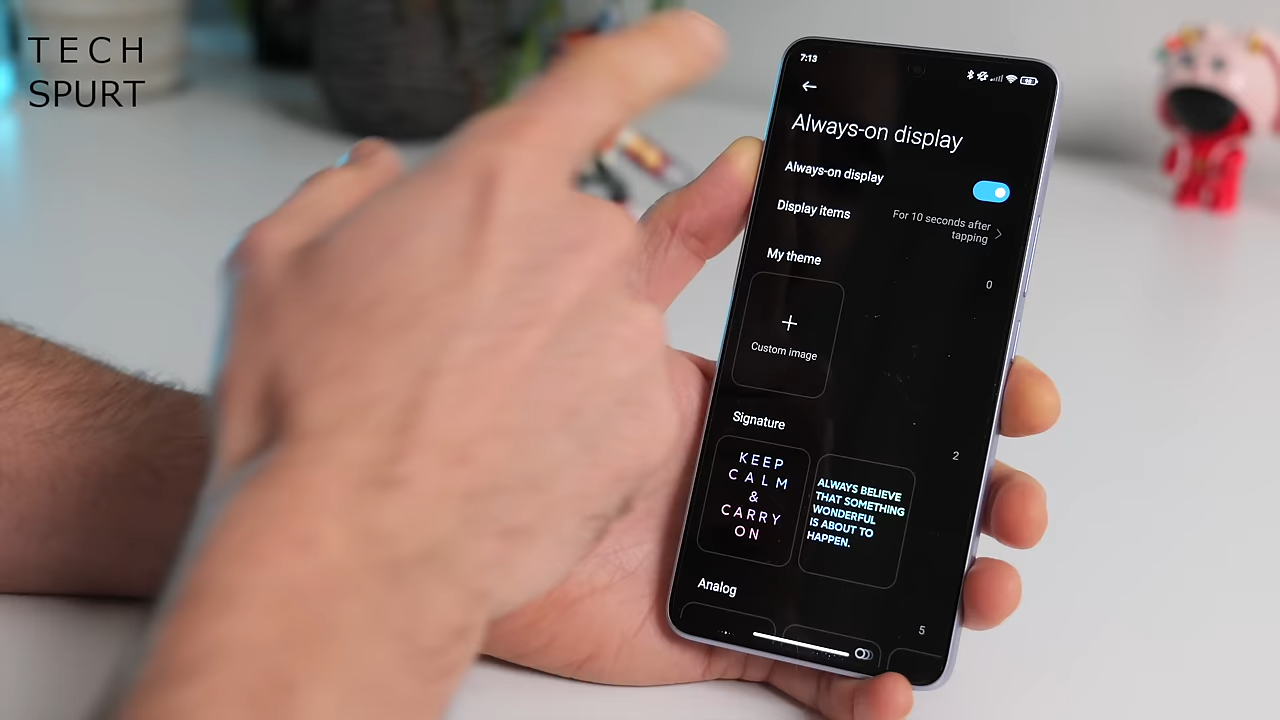 TECH
SPURT
7:13
98
Always-on display
Always-on display
Display items
For 10 seconds after
tapping
My theme
0
Custom image
Signature
2
KEEP
CALM
&
CARRY
ON
ALWAYS BELIEVE
THAT SOMETHING
WONDERFUL
IS ABOUT TO
HAPPEN.
Analog
5